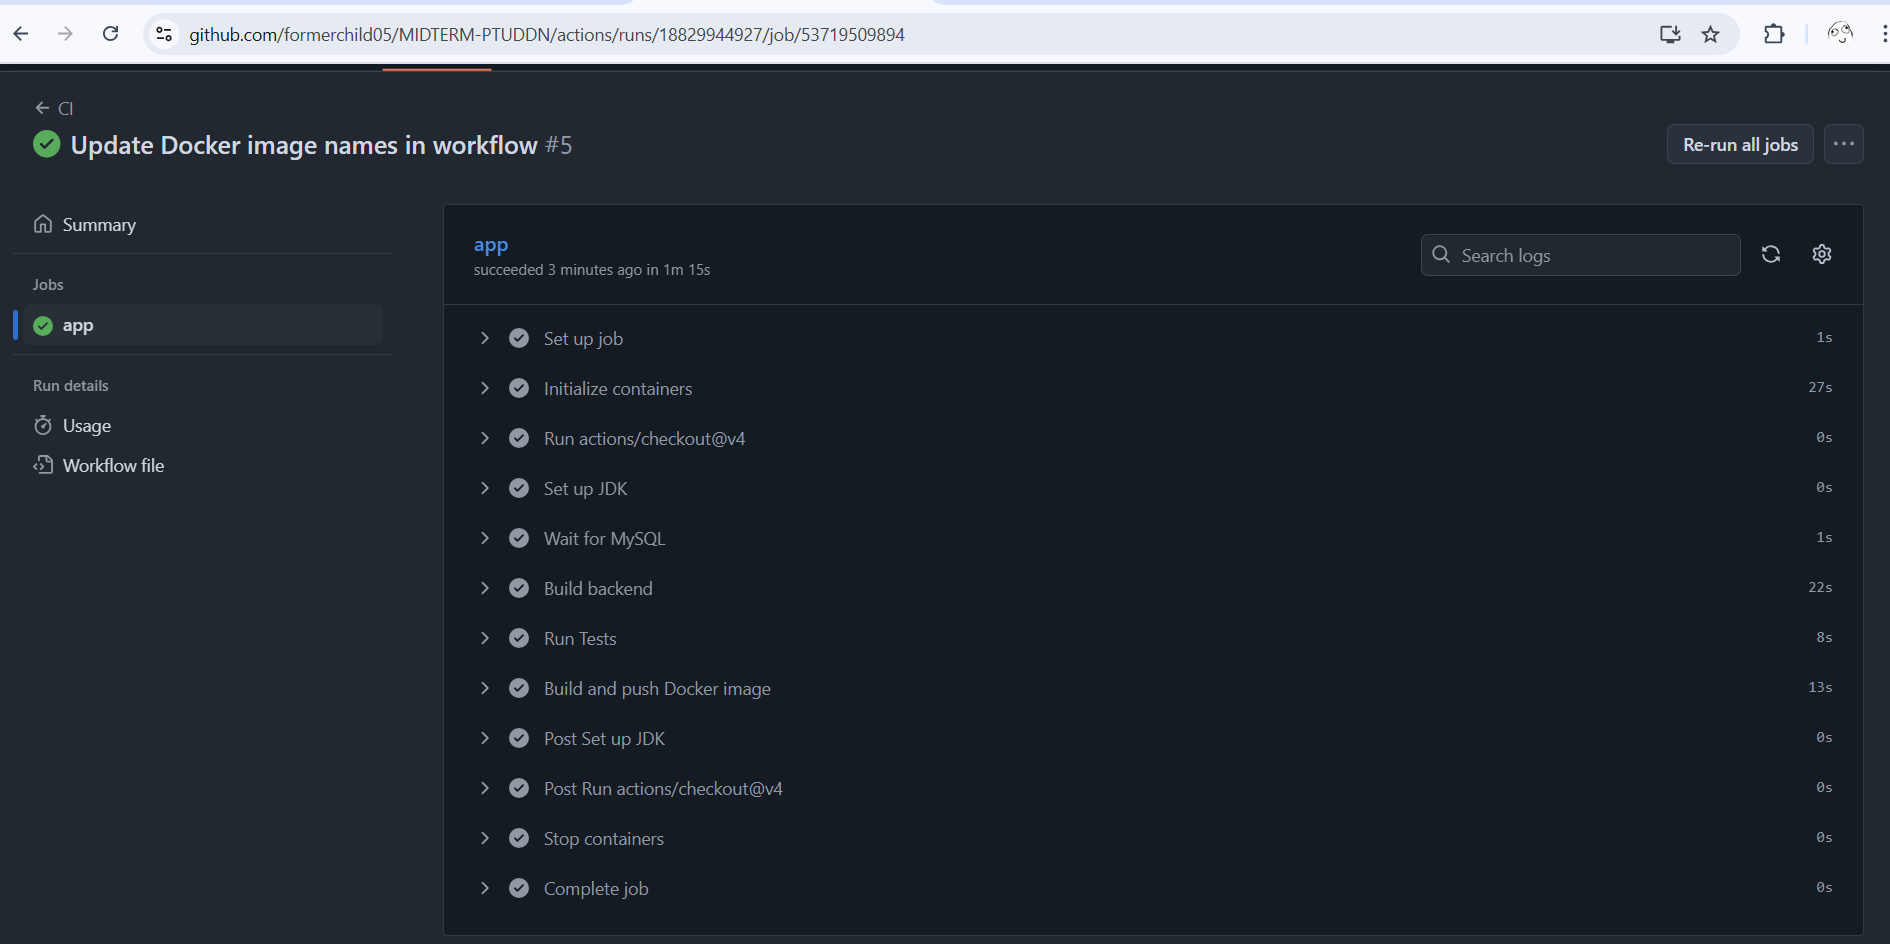 github.com/formerchild05/MIDTERM-PTUDDN/actions/runs/18829944927/job/53719509894
CI
Update Docker image names in workflow #5
Re-run all jobs
Summary
Jobs
app
Run details
Usage
Workflow file
app
succeeded 3 minutes ago in 1m 15s
Search logs
Set up job 1s
Initialize containers 27s
Run actions/checkout@v4 0s
Set up JDK 0s
Wait for MySQL 1s
Build backend 22s
Run Tests 8s
Build and push Docker image 13s
Post Set up JDK 0s
Post Run actions/checkout@v4 0s
Stop containers 0s
Complete job 0s